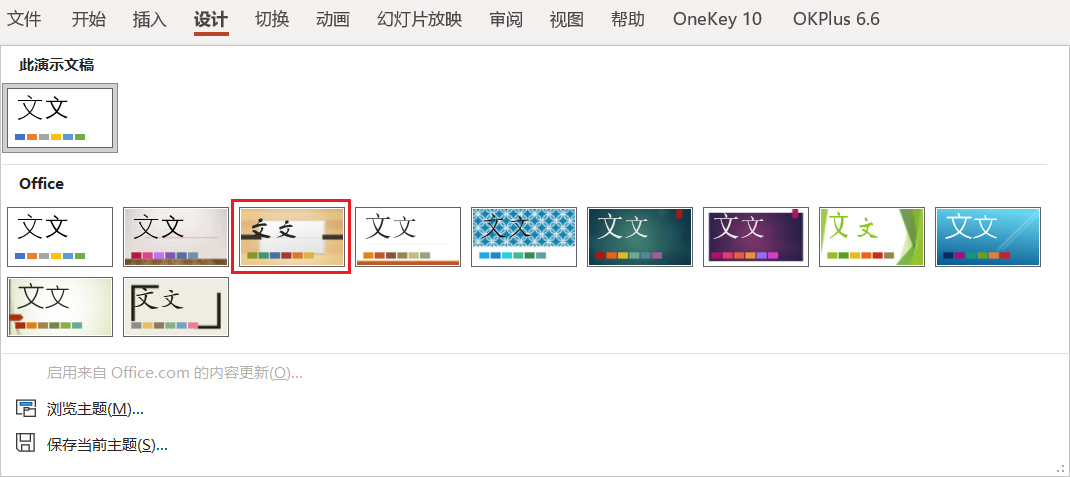 文件 开始 插入 设计 切换 动画 幻灯片放映 审阅 视图 帮助 OneKey 10 OKPlus 6.6
此演示文稿
文文
Office
文文 文文 文文 文文 文文 文文 文文 文文 文文
文文 文文
启用来自 Office.com 的内容更新(O)...
浏览主题(M)...
保存当前主题(S)...